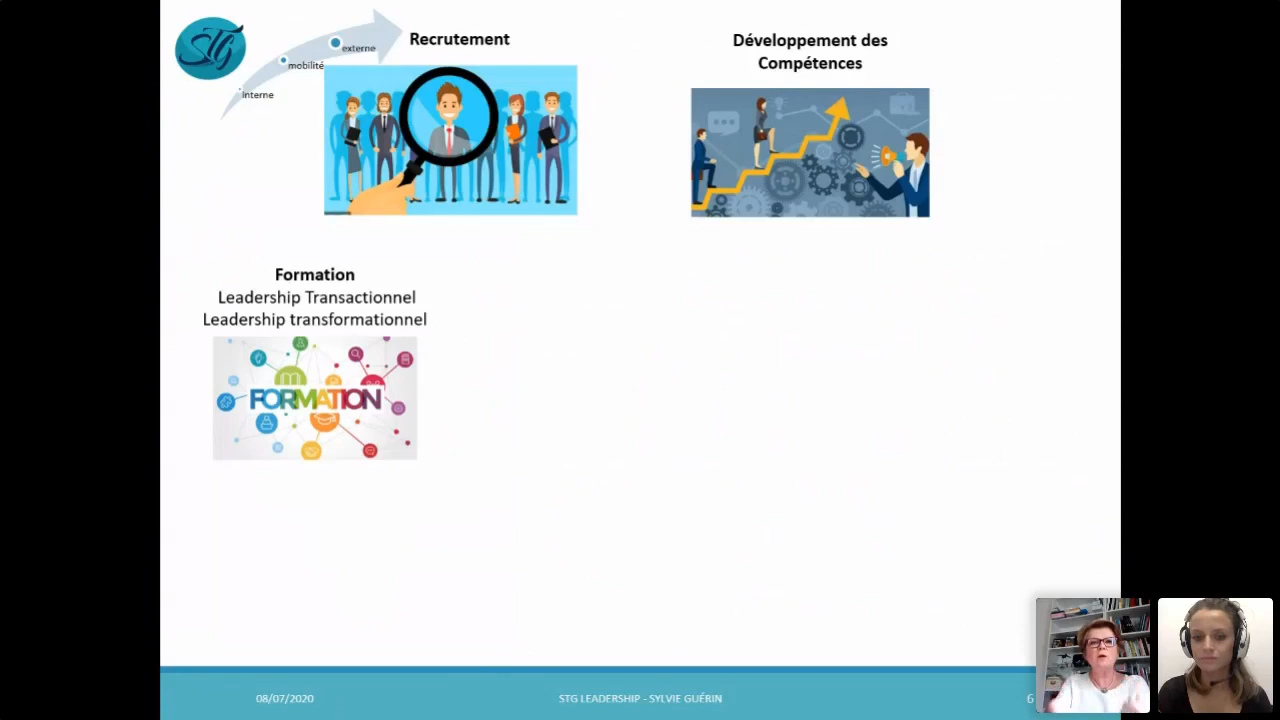 STG
externe
mobilité
Interne
Recrutement
Développement des
Compétences
Formation
Leadership Transactionnel
Leadership transformationnel
FORMATION
08/07/2020
STG LEADERSHIP - SYLVIE GUÉRIN
6